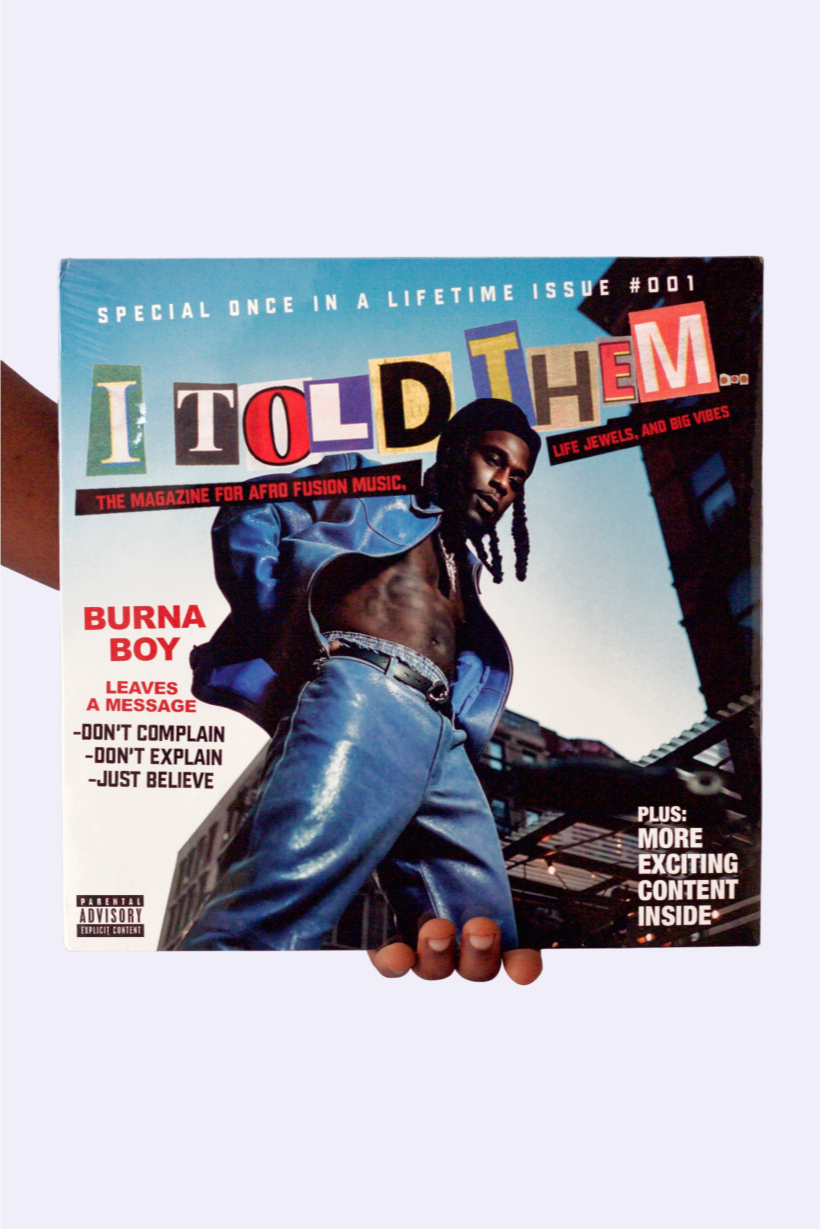 SPECIAL ONCE IN A LIFETIME ISSUE #001
I TOLD THEM...
THE MAGAZINE FOR AFRO FUSION MUSIC,
LIFE JEWELS, AND BIG VIBES
BURNA
BOY
LEAVES
A MESSAGE
-DON'T COMPLAIN
-DON'T EXPLAIN
-JUST BELIEVE
PLUS:
MORE
EXCITING
CONTENT
INSIDE
PARENTAL
ADVISORY
EXPLICIT CONTENT